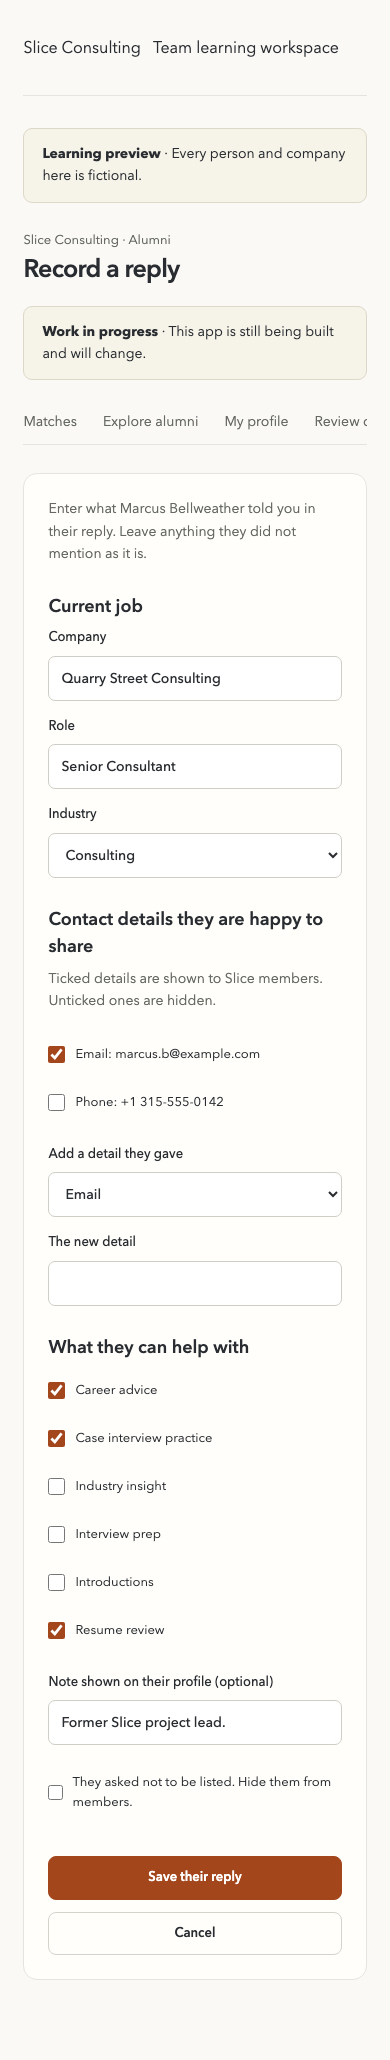 Slice Consulting Team learning workspace
Learning preview · Every person and company
here is fictional.
Slice Consulting · Alumni
Record a reply
Work in progress · This app is still being built
and will change.
Matches Explore alumni My profile Review
Enter what Marcus Bellweather told you in
their reply. Leave anything they did not
mention as it is.
Current job
Company
Quarry Street Consulting
Role
Senior Consultant
Industry
Consulting
Contact details they are happy to
share
Ticked details are shown to Slice members.
Unticked ones are hidden.
Email: marcus.b@example.com
Phone: +1 315-555-0142
Add a detail they gave
Email
The new detail
What they can help with
Career advice
Case interview practice
Industry insight
Interview prep
Introductions
Resume review
Note shown on their profile (optional)
Former Slice project lead.
They asked not to be listed. Hide them from
members.
Save their reply
Cancel